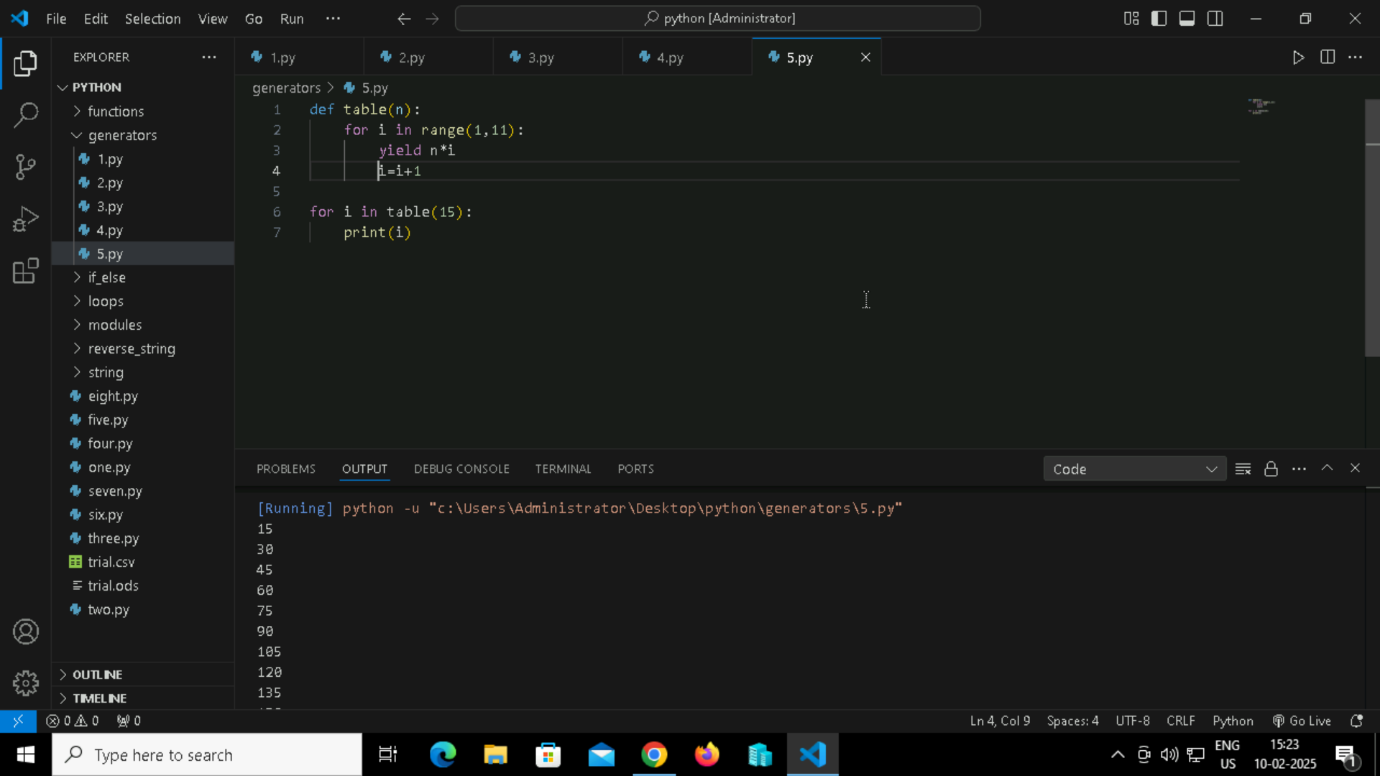 File Edit Selection View Go Run ··· python [Administrator]
EXPLORER ···
PYTHON
functions
generators
1.py
2.py
3.py
4.py
5.py
if_else
loops
modules
reverse_string
string
eight.py
five.py
four.py
one.py
seven.py
six.py
three.py
trial.csv
trial.ods
two.py
OUTLINE
TIMELINE
1.py 2.py 3.py 4.py 5.py
generators > 5.py
1 def table(n):
2 for i in range(1,11):
3 yield n*i
4 i=i+1
5
6 for i in table(15):
7 print(i)
PROBLEMS OUTPUT DEBUG CONSOLE TERMINAL PORTS Code
[Running] python -u "c:\Users\Administrator\Desktop\python\generators\5.py"
15
30
45
60
75
90
105
120
135
0 0 0 Ln 4, Col 9 Spaces: 4 UTF-8 CRLF Python Go Live
Type here to search ENG US 15:23 10-02-2025 1